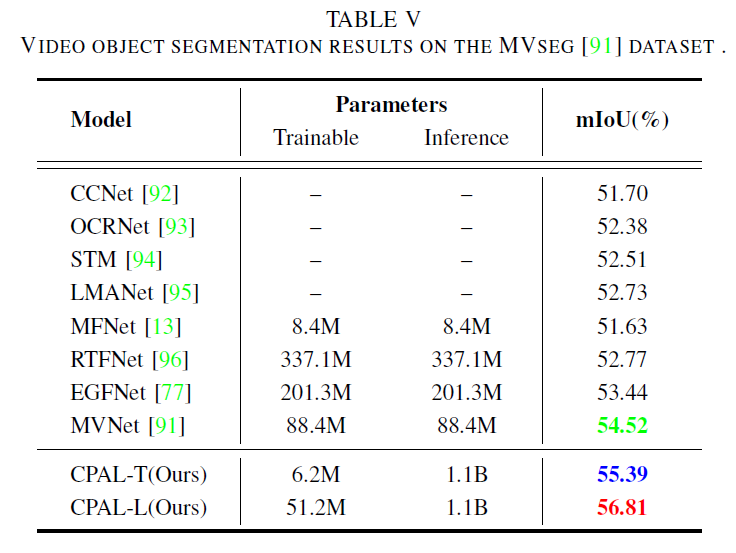 TABLE V
VIDEO OBJECT SEGMENTATION RESULTS ON THE MVSEG [91] DATASET .
Model Parameters mIoU(%)
Trainable Inference
CCNet [92] – – 51.70
OCRNet [93] – – 52.38
STM [94] – – 52.51
LMANet [95] – – 52.73
MFNet [13] 8.4M 8.4M 51.63
RTFNet [96] 337.1M 337.1M 52.77
EGFNet [77] 201.3M 201.3M 53.44
MVNet [91] 88.4M 88.4M 54.52
CPAL-T(Ours) 6.2M 1.1B 55.39
CPAL-L(Ours) 51.2M 1.1B 56.81